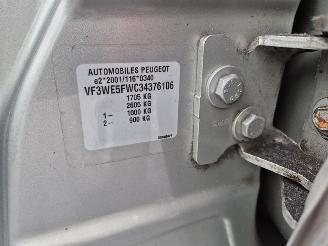 AUTOMOBILES PEUGEOT
e2*2001/116*0340
VF3WE5FWC34376106
1705 KG
2605 KG
1- 1000 KG
2- 900 KG